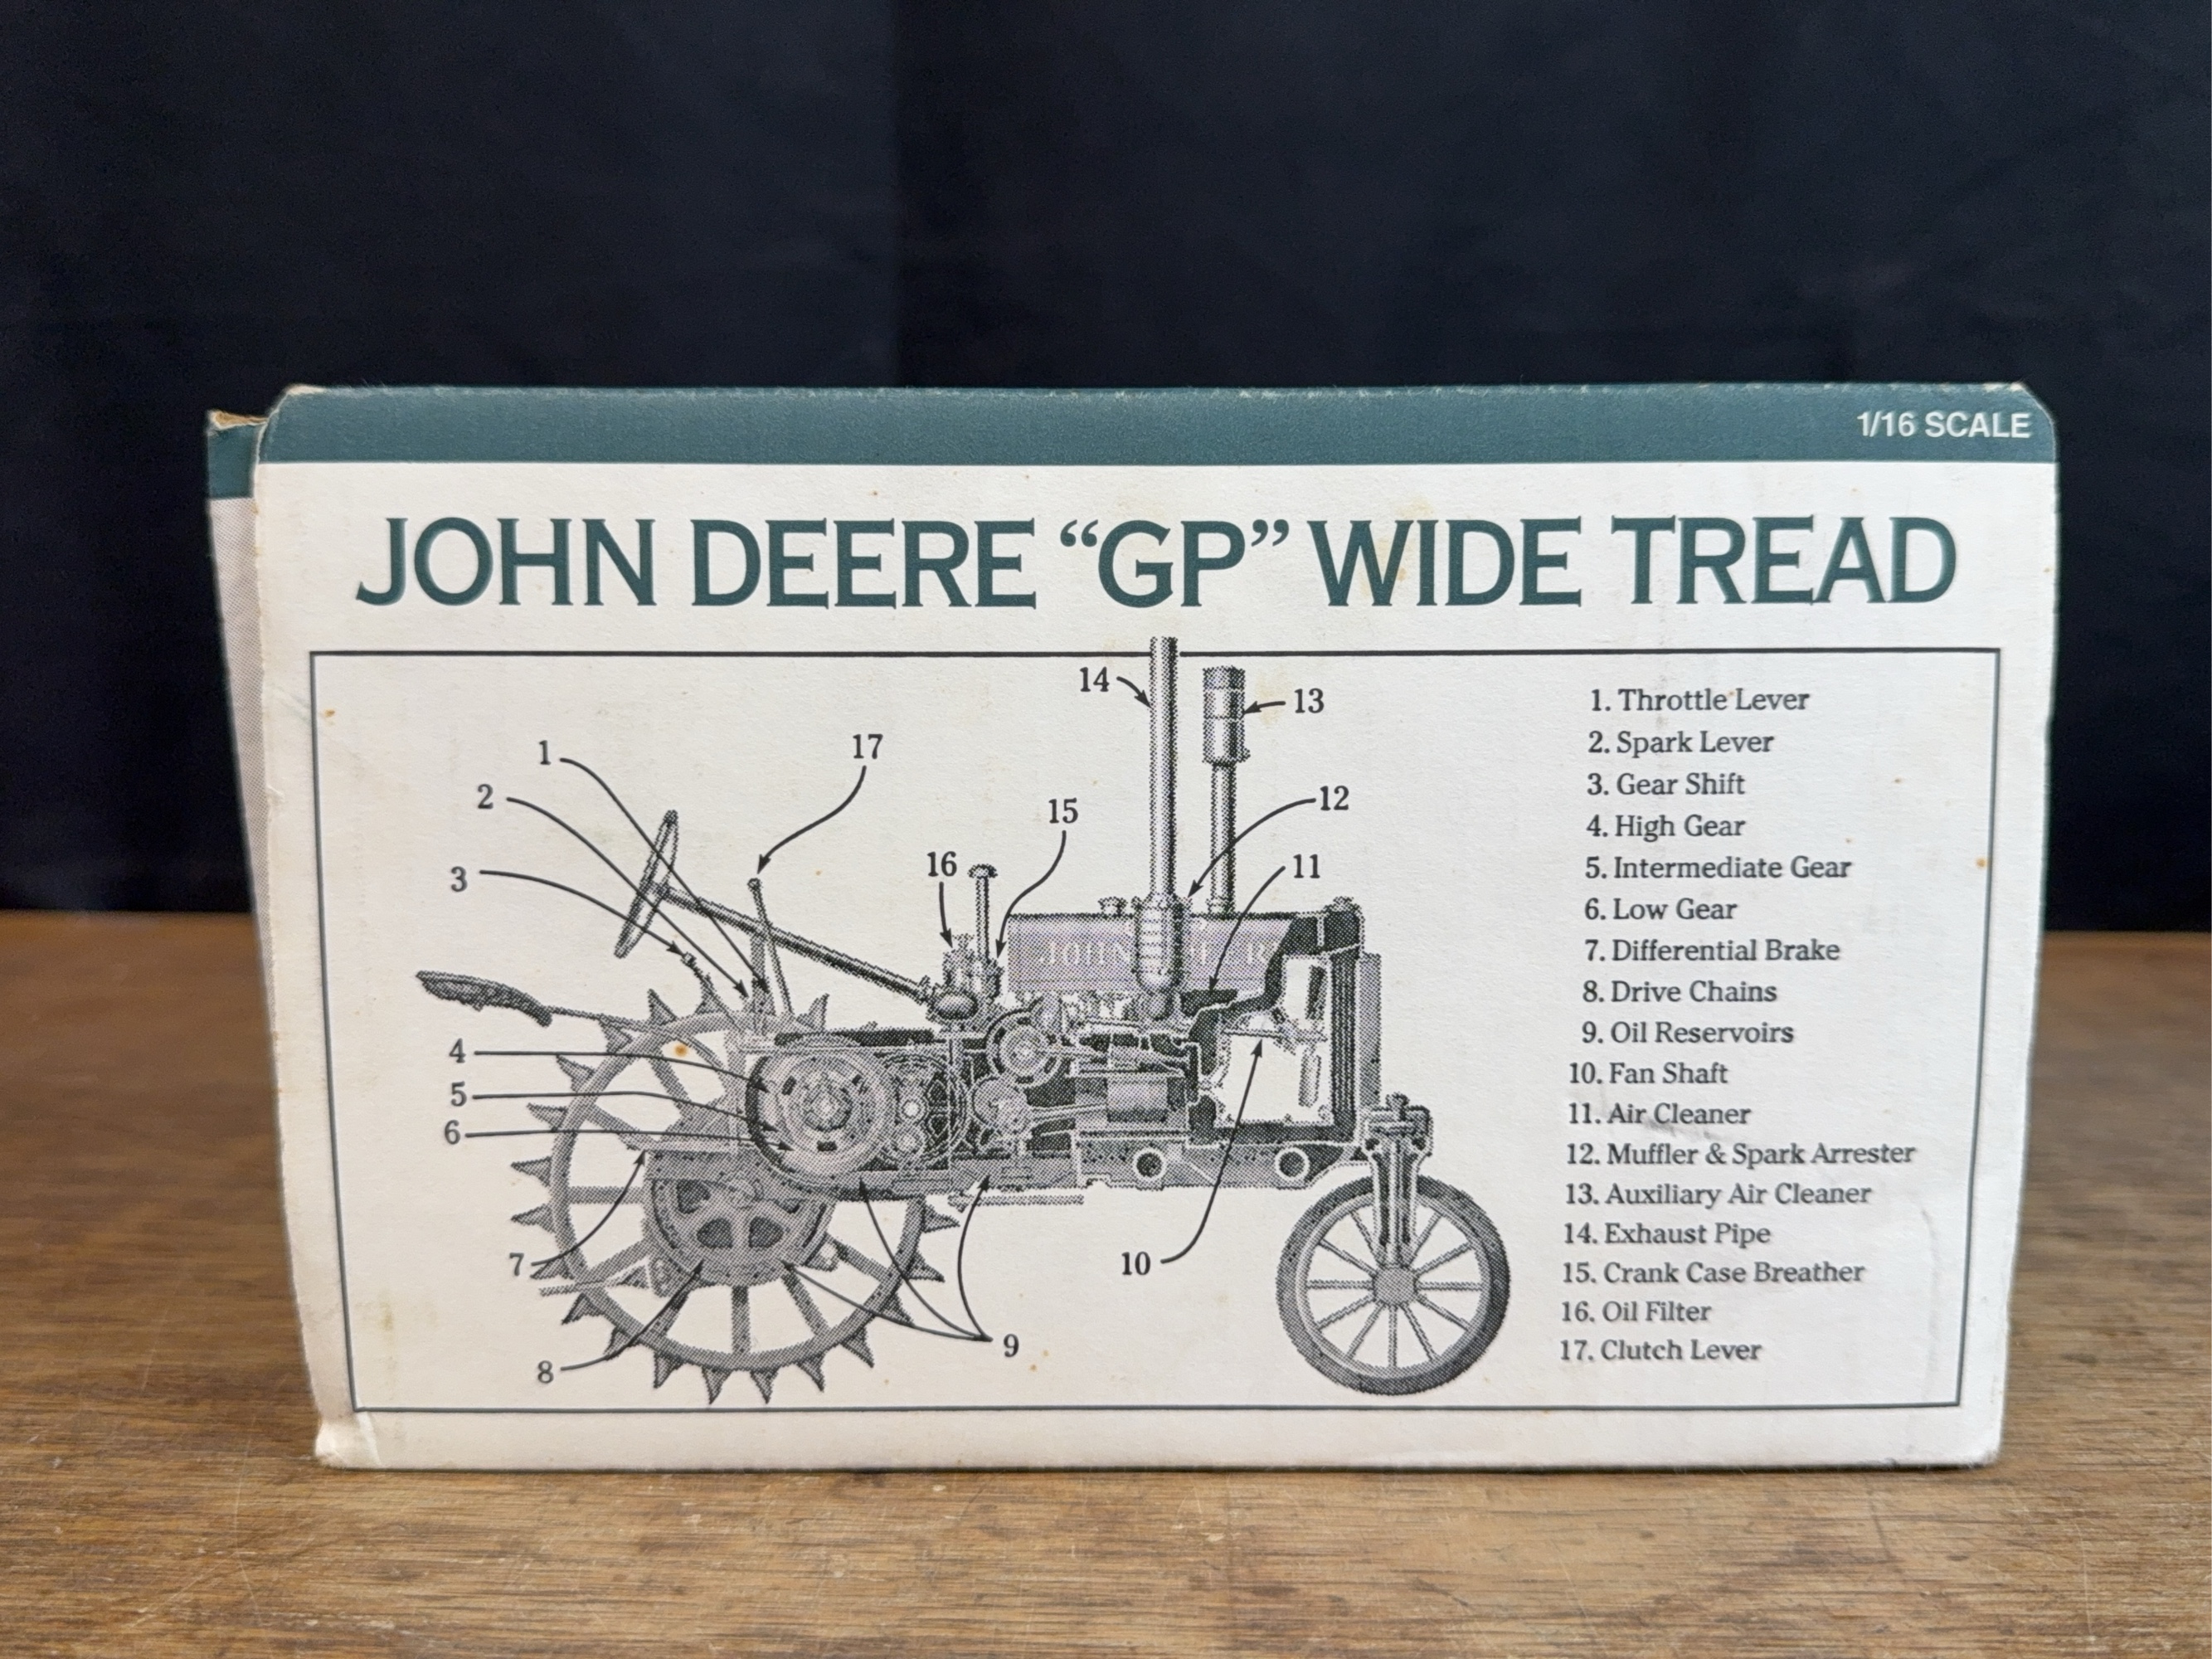 1/16 SCALE
JOHN DEERE “GP” WIDE TREAD
14
13
1
17
2
12
15
16
11
3
4
5
6
7
10
9
8
1. Throttle Lever
2. Spark Lever
3. Gear Shift
4. High Gear
5. Intermediate Gear
6. Low Gear
7. Differential Brake
8. Drive Chains
9. Oil Reservoirs
10. Fan Shaft
11. Air Cleaner
12. Muffler & Spark Arrester
13. Auxiliary Air Cleaner
14. Exhaust Pipe
15. Crank Case Breather
16. Oil Filter
17. Clutch Lever
JOHN